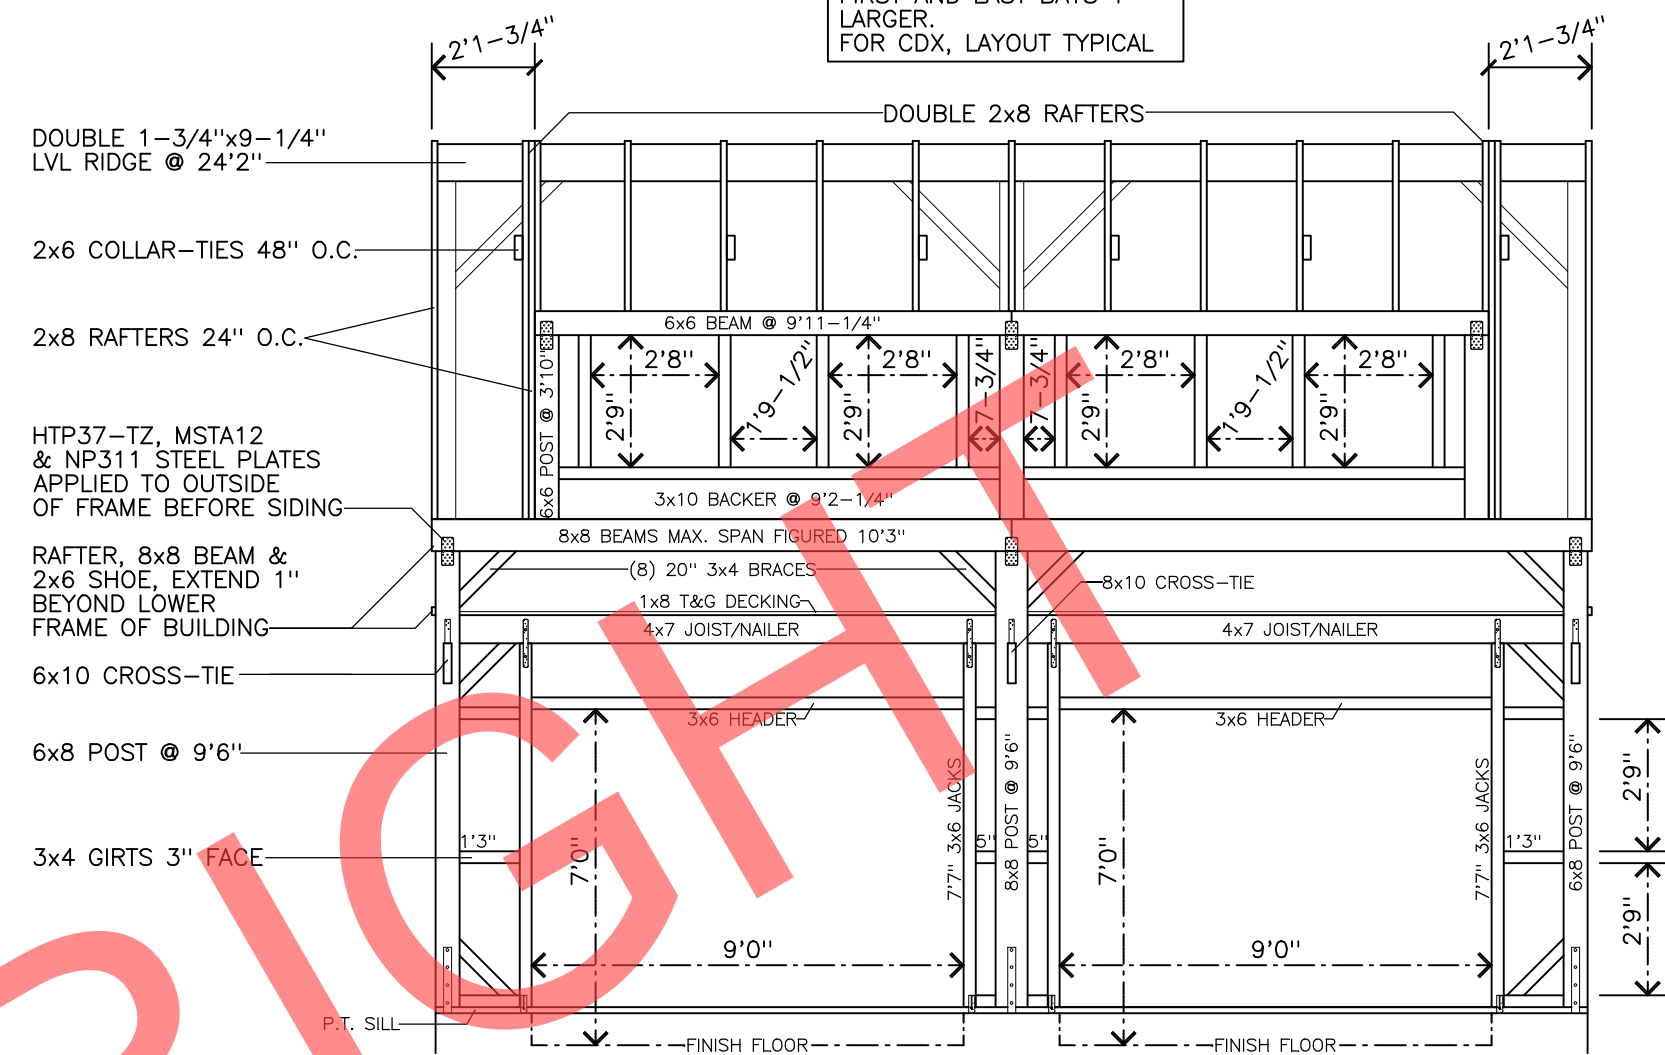 LARGER.
FOR CDX, LAYOUT TYPICAL
2'1-3/4"
2'1-3/4"
DOUBLE 2x8 RAFTERS
DOUBLE 1-3/4"x9-1/4"
LVL RIDGE @ 24'2"
2x6 COLLAR-TIES 48" O.C.
2x8 RAFTERS 24" O.C.
HTP37-TZ, MSTA12
& NP311 STEEL PLATES
APPLIED TO OUTSIDE
OF FRAME BEFORE SIDING
RAFTER, 8x8 BEAM &
2x6 SHOE, EXTEND 1"
BEYOND LOWER
FRAME OF BUILDING
6x10 CROSS-TIE
6x8 POST @ 9'6"
3x4 GIRTS 3" FACE
6x6 BEAM @ 9'11-1/4"
6x6 POST @ 3'10"
2'8"
2'9"
1'9-1/2"
2'8"
2'9"
7-3/4"
7-3/4"
2'8"
2'9"
1'9-1/2"
2'8"
2'9"
3x10 BACKER @ 9'2-1/4"
8x8 BEAMS MAX. SPAN FIGURED 10'3"
(8) 20" 3x4 BRACES
8x10 CROSS-TIE
1x8 T&G DECKING
4x7 JOIST/NAILER
4x7 JOIST/NAILER
3x6 HEADER
3x6 HEADER
1'3"
7'0"
9'0"
7'7" 3x6 JACKS
5"
8x8 POST @ 9'6"
5"
7'0"
9'0"
7'7" 3x6 JACKS
1'3"
6x8 POST @ 9'6"
2'9"
2'9"
P.T. SILL
FINISH FLOOR
FINISH FLOOR
RIGHT